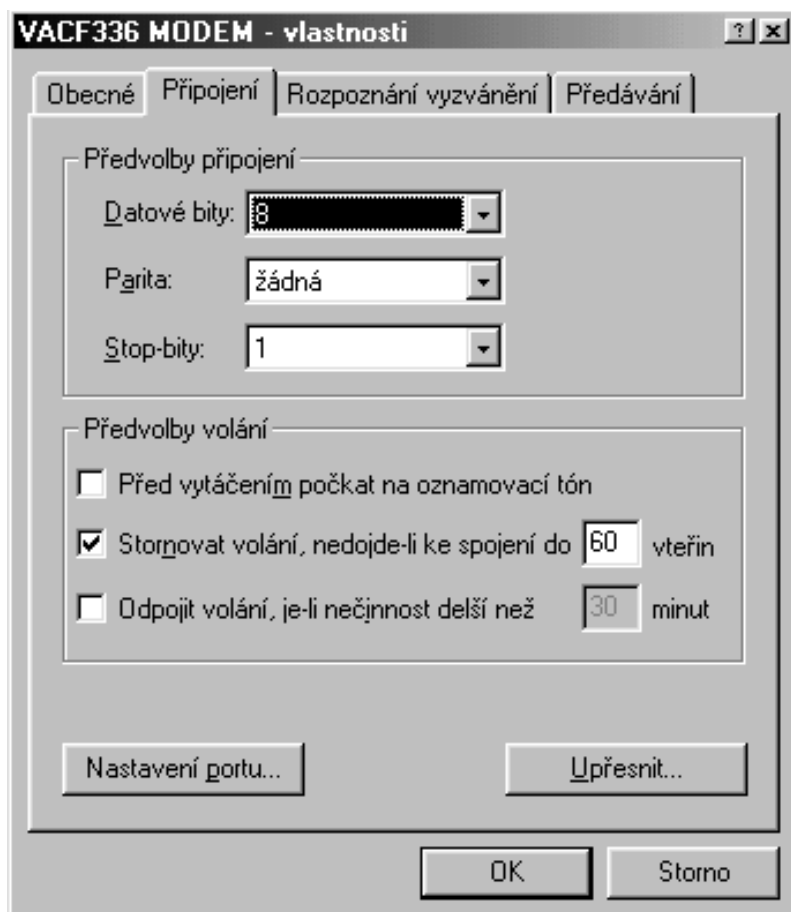 VACF336 MODEM - vlastnosti
Obecné Připojení Rozpoznání vyzvánění Předávání
Předvolby připojení
Datové bity: 8
Parita: žádná
Stop-bity: 1
Předvolby volání
Před vytáčením počkat na oznamovací tón
Stornovat volání, nedojde-li ke spojení do 60 vteřin
Odpojit volání, je-li nečinnost delší než 30 minut
Nastavení portu... Upřesnit...
OK Storno